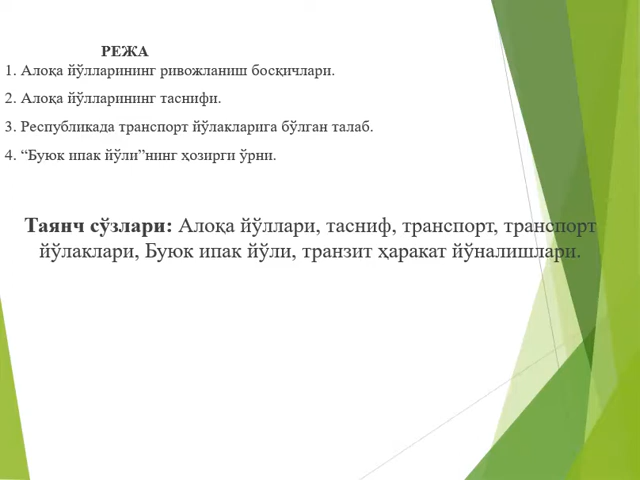 РЕЖА
1. Алоқа йўлларининг ривожланиш босқичлари.
2. Алоқа йўлларининг таснифи.
3. Республикада транспорт йўлакларига бўлган талаб.
4. “Буюк ипак йўли”нинг ҳозирги ўрни.
Таянч сўзлари: Алоқа йўллари, тасниф, транспорт, транспорт
йўлаклари, Буюк ипак йўли, транзит ҳаракат йўналишлари.